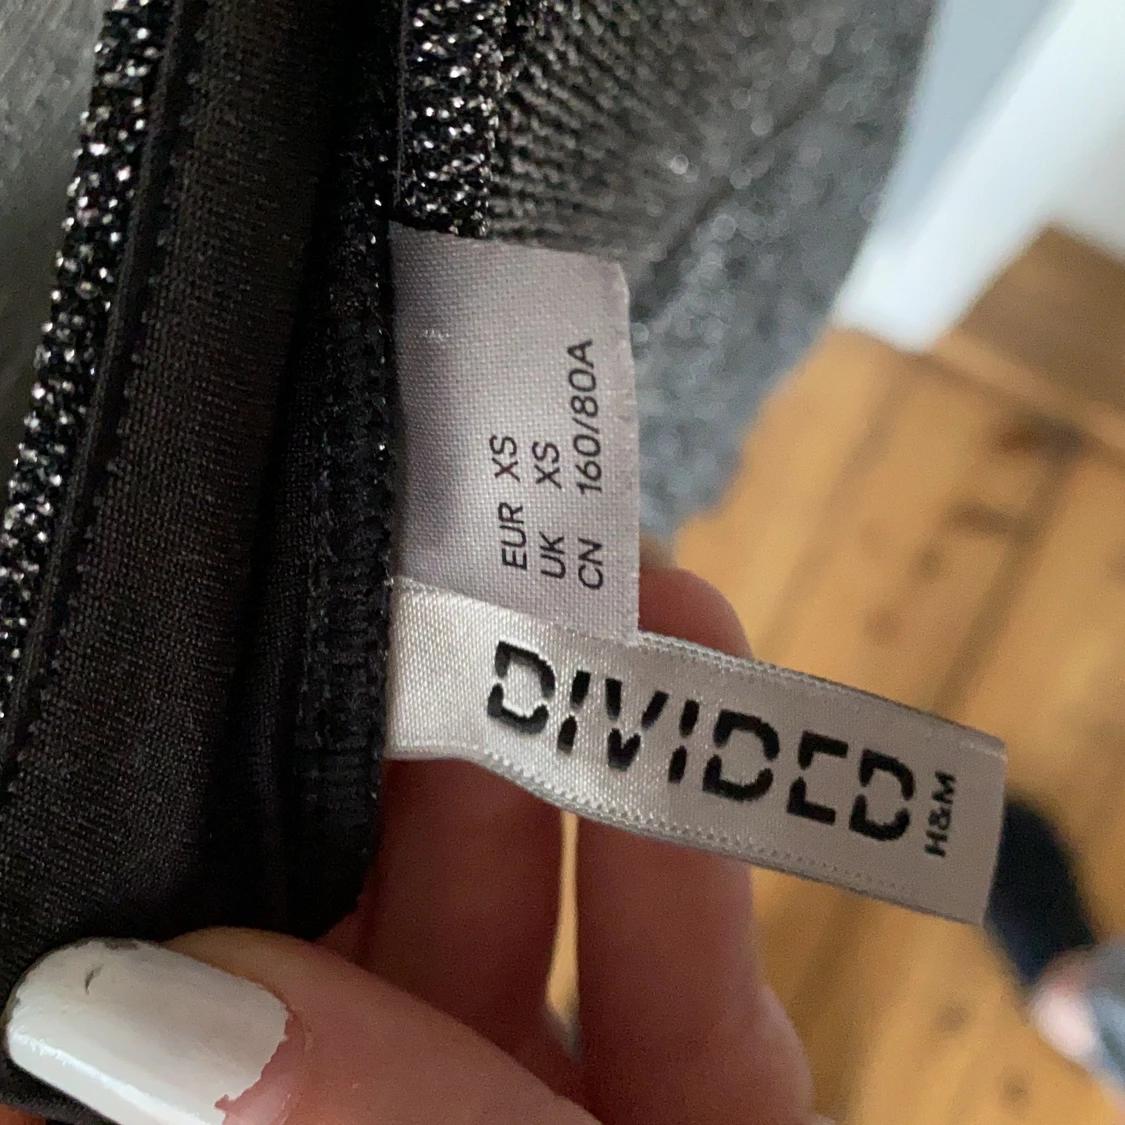 EUR XS
UK XS
CN 160/80A
DIVIDED
H&M